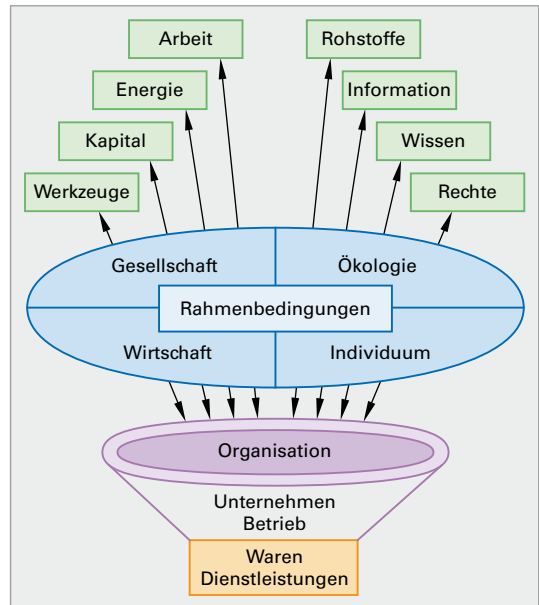 Arbeit
Rohstoffe
Energie
Information
Kapital
Wissen
Werkzeuge
Rechte
Gesellschaft
Ökologie
Rahmenbedingungen
Wirtschaft
Individuum
Organisation
Unternehmen
Betrieb
Waren
Dienstleistungen